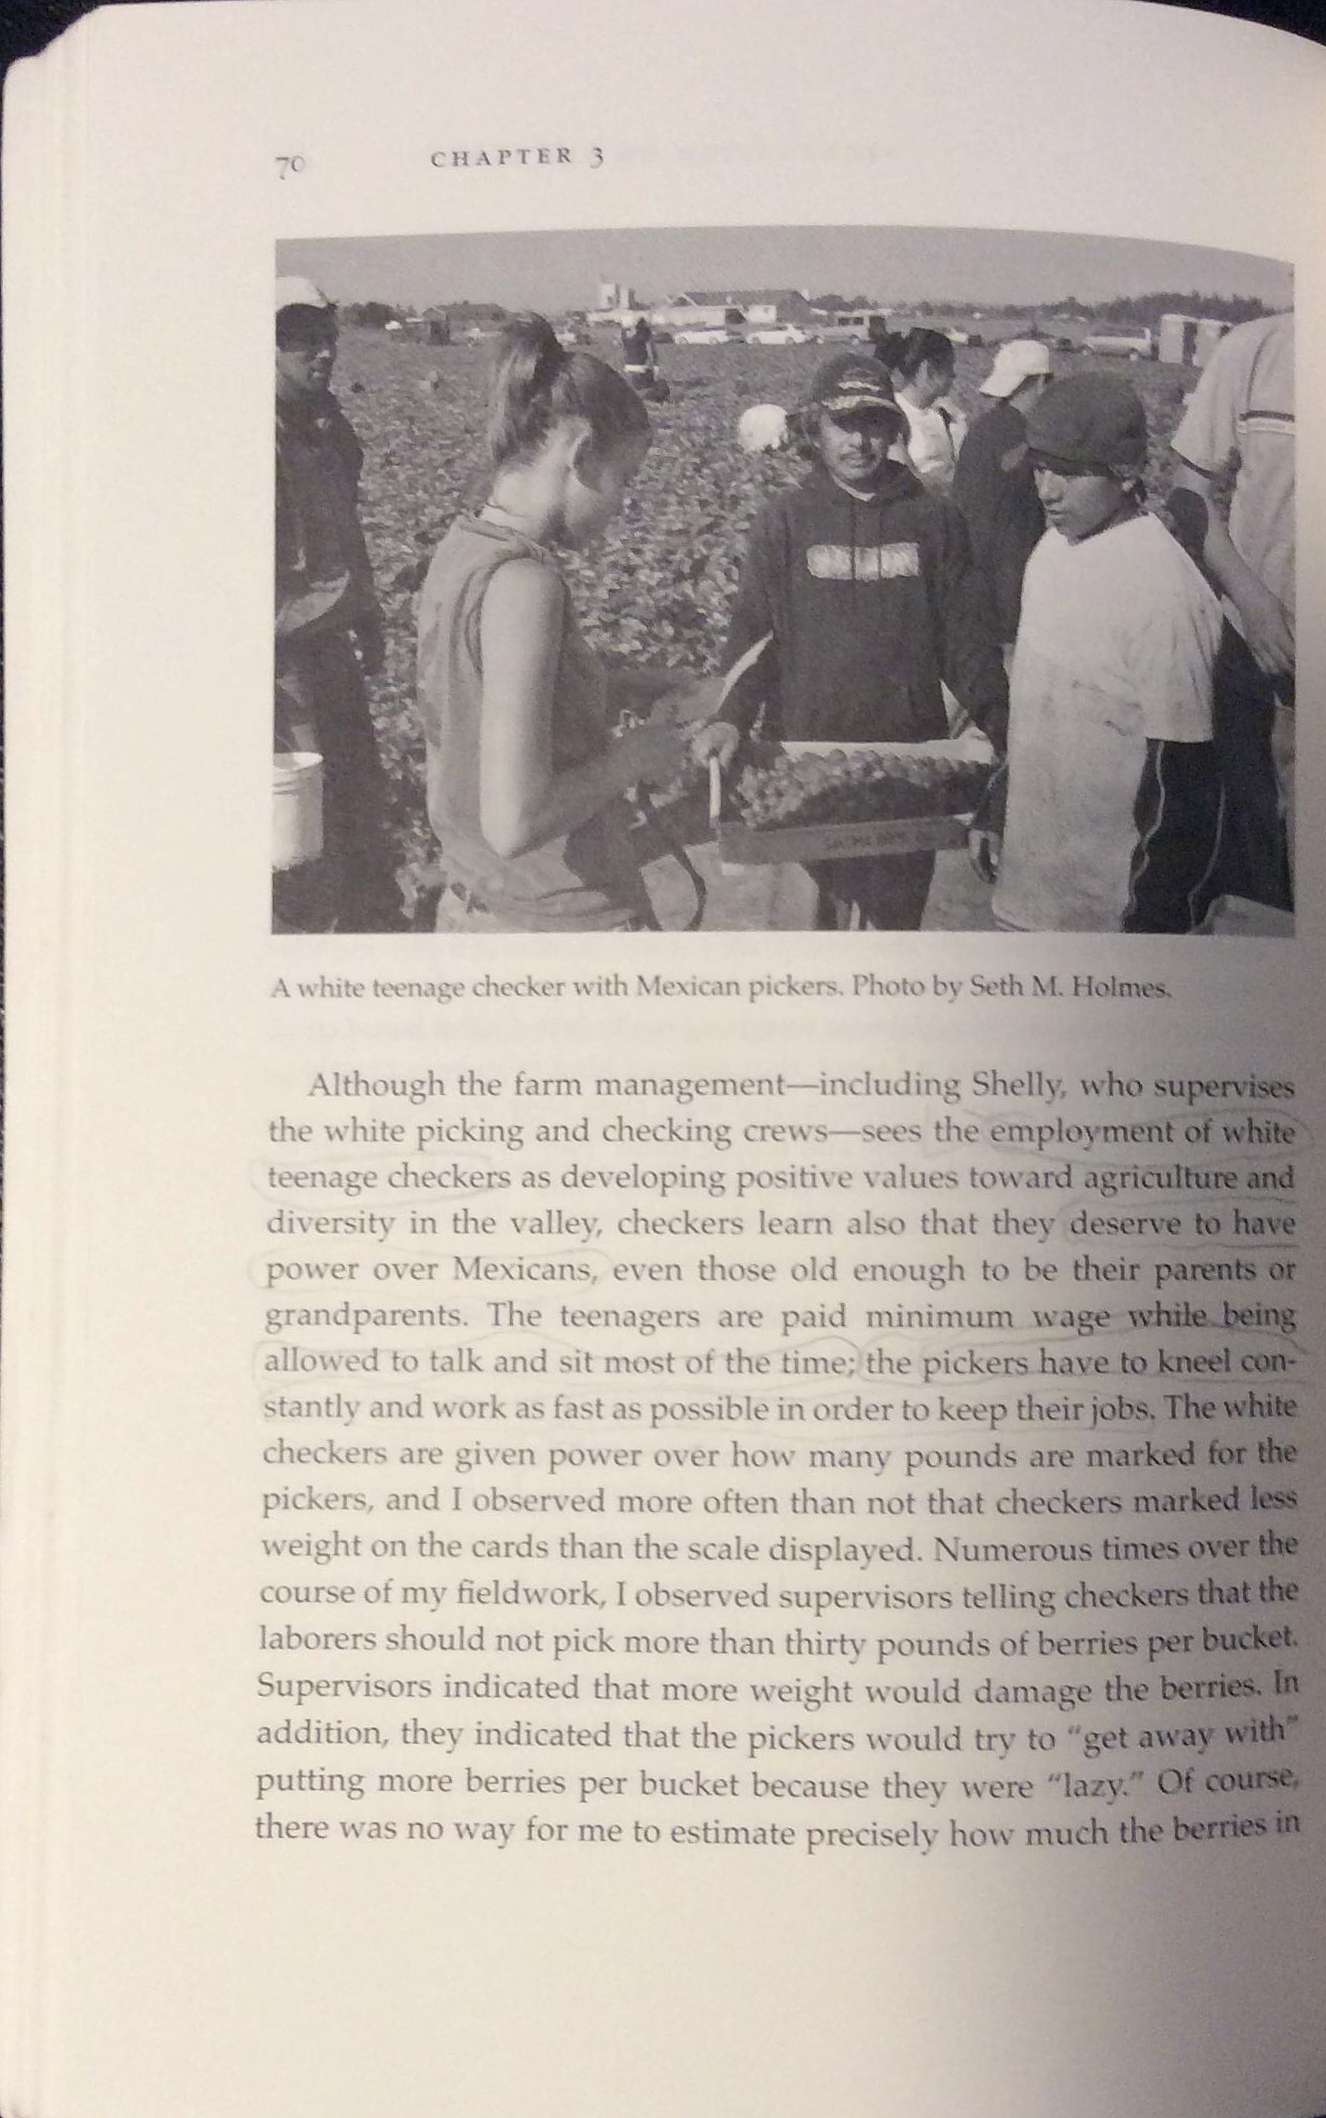 70
CHAPTER 3
A white teenage checker with Mexican pickers. Photo by Seth M. Holmes.
Although the farm management—including Shelly, who supervises
the white picking and checking crews—sees the employment of white
teenage checkers as developing positive values toward agriculture and
diversity in the valley, checkers learn also that they deserve to have
power over Mexicans, even those old enough to be their parents or
grandparents. The teenagers are paid minimum wage while being
allowed to talk and sit most of the time; the pickers have to kneel con-
stantly and work as fast as possible in order to keep their jobs. The white
checkers are given power over how many pounds are marked for the
pickers, and I observed more often than not that checkers marked less
weight on the cards than the scale displayed. Numerous times over the
course of my fieldwork, I observed supervisors telling checkers that the
laborers should not pick more than thirty pounds of berries per bucket.
Supervisors indicated that more weight would damage the berries. In
addition, they indicated that the pickers would try to “get away with”
putting more berries per bucket because they were “lazy.” Of course,
there was no way for me to estimate precisely how much the berries in